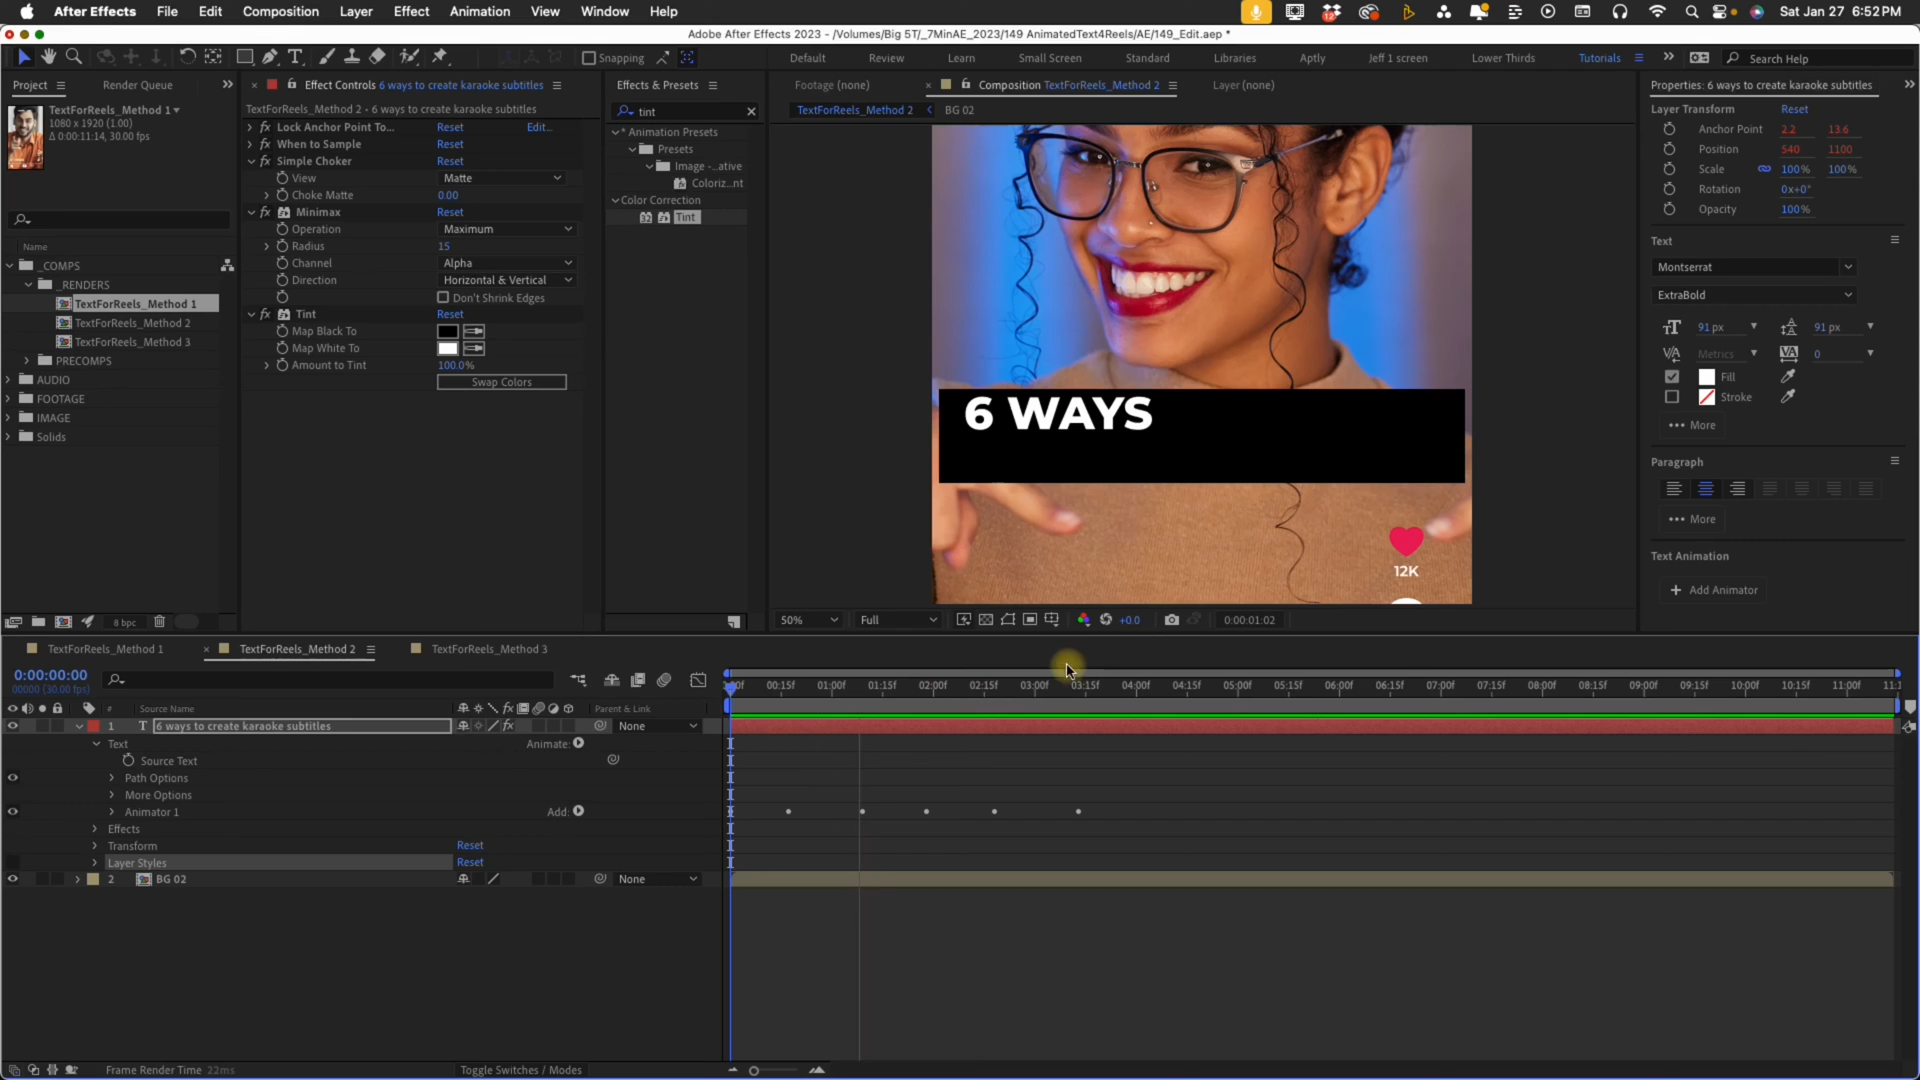 After Effects File Edit Composition Layer Effect Animation View Window Help Sat Jan 27 6:52 PM
Adobe After Effects 2023 - /Volumes/Big 5T/_7MinAE_2023/149 AnimatedText4Reels/AE/149_Edit.aep *
Snapping Default Review Learn Small Screen Standard Libraries Aptly Jeff 1 screen Lower Thirds Tutorials Search Help
Project Render Queue
TextForReels_Method 1
1080 x 1920 (1.00)
Δ 0:00:11:14, 30.00 fps
Name
_COMPS
_RENDERS
TextForReels_Method 1
TextForReels_Method 2
TextForReels_Method 3
PRECOMPS
AUDIO
FOOTAGE
IMAGE
Solids
8 bpc
Effect Controls 6 ways to create karaoke subtitles
TextForReels_Method 2 • 6 ways to create karaoke subtitles
fx Lock Anchor Point To... Reset Edit...
fx When to Sample Reset
fx Simple Choker Reset
View Matte
Choke Matte 0.00
fx Minimax Reset
Operation Maximum
Radius 15
Channel Alpha
Direction Horizontal & Vertical
Don't Shrink Edges
fx Tint Reset
Map Black To
Map White To
Amount to Tint 100.0%
Swap Colors
Effects & Presets
tint
* Animation Presets
Presets
Image -...ative
Coloriz...nt
Color Correction
32 Tint
Footage (none) Composition TextForReels_Method 2 Layer (none)
TextForReels_Method 2 BG 02
6 WAYS
12K
50% Full +0.0 0:00:01:02
Properties: 6 ways to create karaoke subtitles
Layer Transform Reset
Anchor Point 2.2 13.6
Position 540 1100
Scale 100% 100%
Rotation 0x+0°
Opacity 100%
Text
Montserrat
ExtraBold
91 px 91 px
Metrics 0
Fill
Stroke
More
Paragraph
More
Text Animation
Add Animator
TextForReels_Method 1 TextForReels_Method 2 TextForReels_Method 3
0:00:00:00
00000 (30.00 fps)
00:15f 01:00f 01:15f 02:00f 02:15f 03:00f 03:15f 04:00f 04:15f 05:00f 05:15f 06:00f 06:15f 07:00f 07:15f 08:00f 08:15f 09:00f 09:15f 10:00f 10:15f 11:00f
# Source Name Parent & Link
1 T 6 ways to create karaoke subtitles None
Text Animate:
Source Text
Path Options
More Options
Animator 1 Add:
Effects
Transform Reset
Layer Styles Reset
2 BG 02 None
Frame Render Time 22ms Toggle Switches / Modes